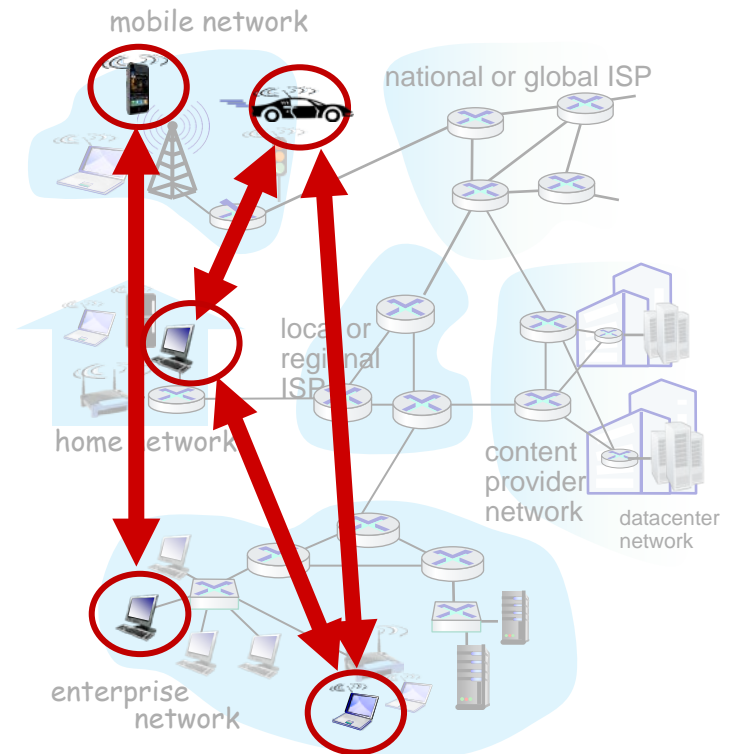 mobile network
national or global ISP
local or
regional
ISP
home network
content
provider
network
datacenter
network
enterprise
network